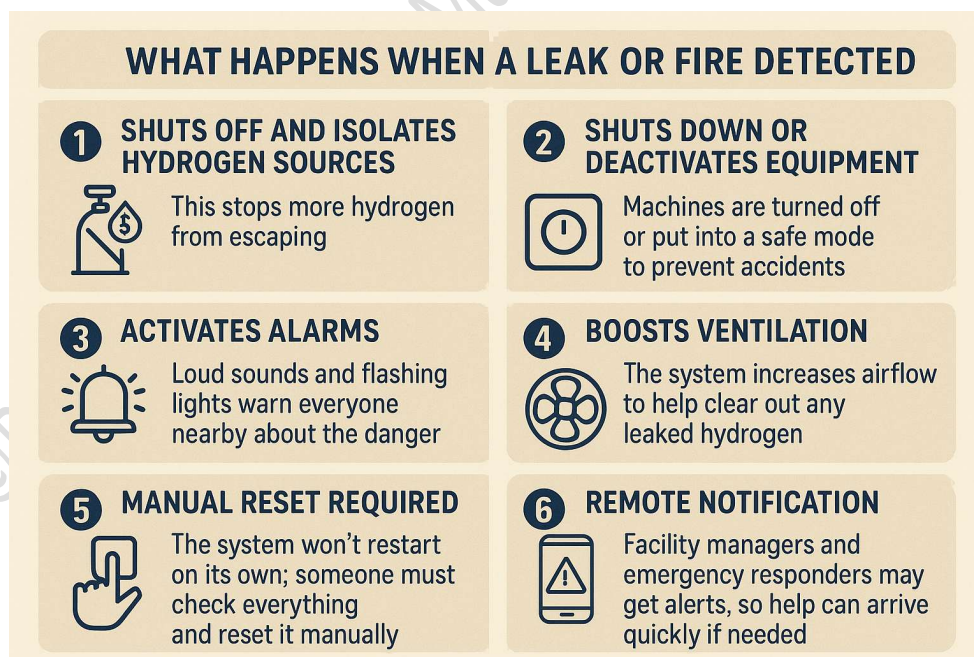 WHAT HAPPENS WHEN A LEAK OR FIRE DETECTED
1
SHUTS OFF AND ISOLATES
HYDROGEN SOURCES
$
This stops more hydrogen
from escaping
2
SHUTS DOWN OR
DEACTIVATES EQUIPMENT
Machines are turned off
or put into a safe mode
to prevent accidents
3
ACTIVATES ALARMS
Loud sounds and flashing
lights warn everyone
nearby about the danger
4
BOOSTS VENTILATION
The system increases airflow
to help clear out any
leaked hydrogen
5
MANUAL RESET REQUIRED
The system won't restart
on its own; someone must
check everything
and reset it manually
6
REMOTE NOTIFICATION
Facility managers and
emergency responders may
get alerts, so help can arrive
quickly if needed